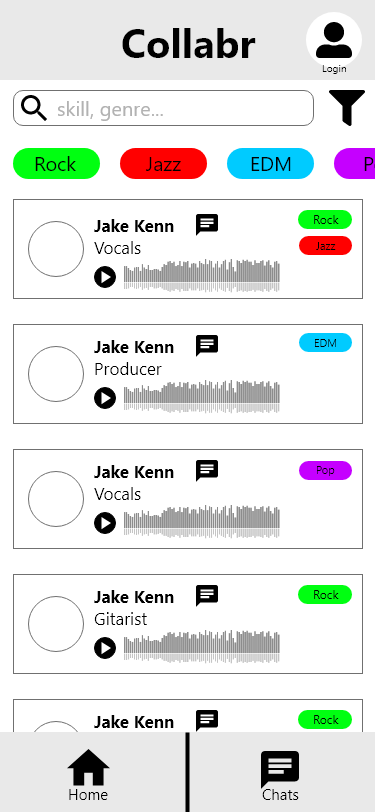 Collabr
Login
skill, genre...
Rock Jazz EDM P
Jake Kenn
Rock
Vocals
Jazz
Jake Kenn
EDM
Producer
Jake Kenn
Pop
Vocals
Jake Kenn
Rock
Gitarist
Jake Kenn
Rock
Home
Chats